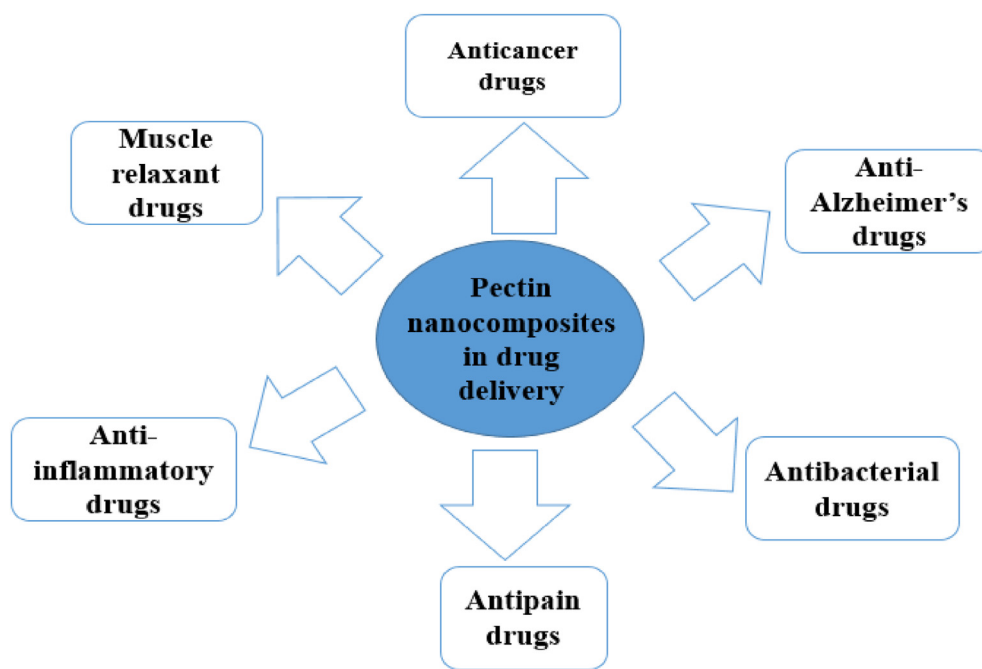 Anticancer
drugs
Muscle
relaxant
drugs
Anti-
Alzheimer’s
drugs
Pectin
nanocomposites
in drug
delivery
Anti-
inflammatory
drugs
Antibacterial
drugs
Antipain
drugs